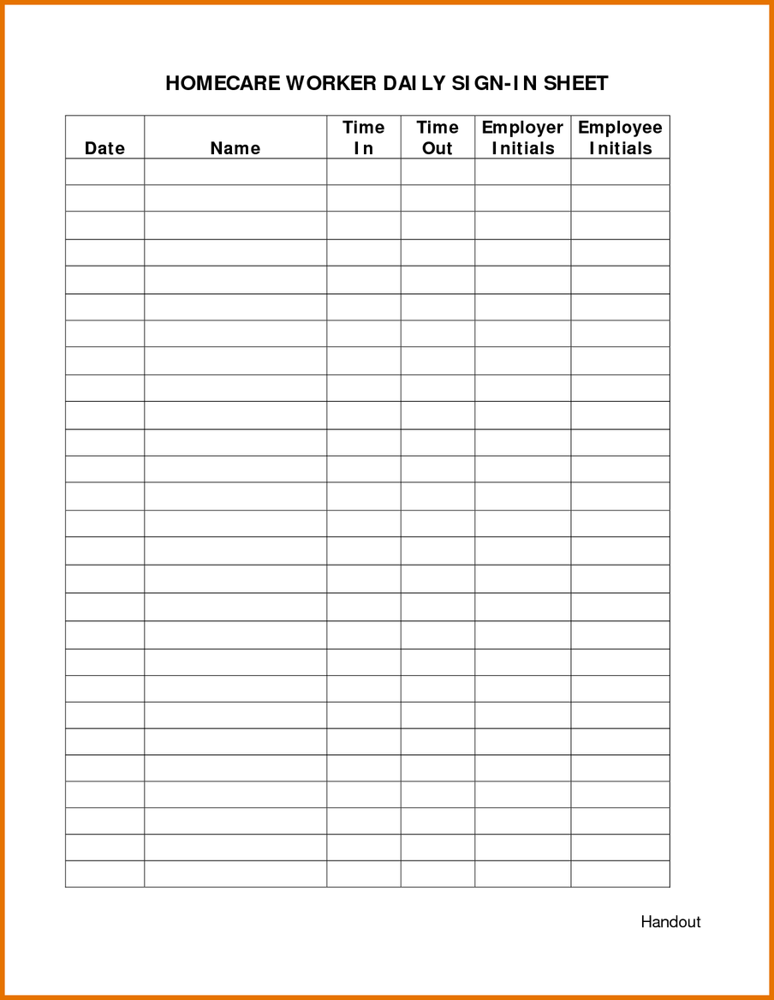 HOMECARE WORKER DAILY SIGN-IN SHEET
Date Name Time In Time Out Employer Initials Employee Initials
Handout